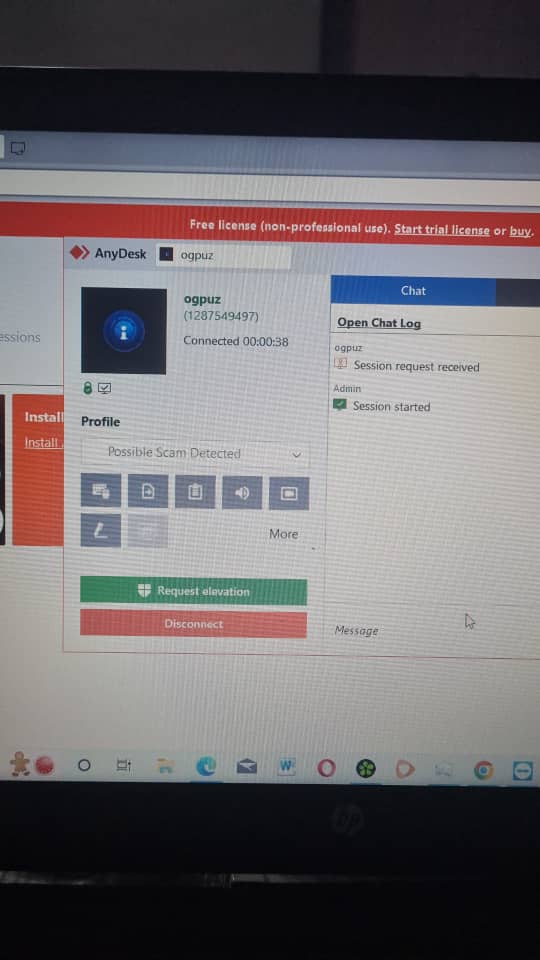 Free license (non-professional use). Start trial license or buy.
AnyDesk
ogpuz
ogpuz
(1287549497)
Connected 00:00:38
essions
Install
Install
Profile
Possible Scam Detected
More
Request elevation
Disconnect
Chat
Open Chat Log
ogpuz
Session request received
Admin
Session started
Message
W
hp